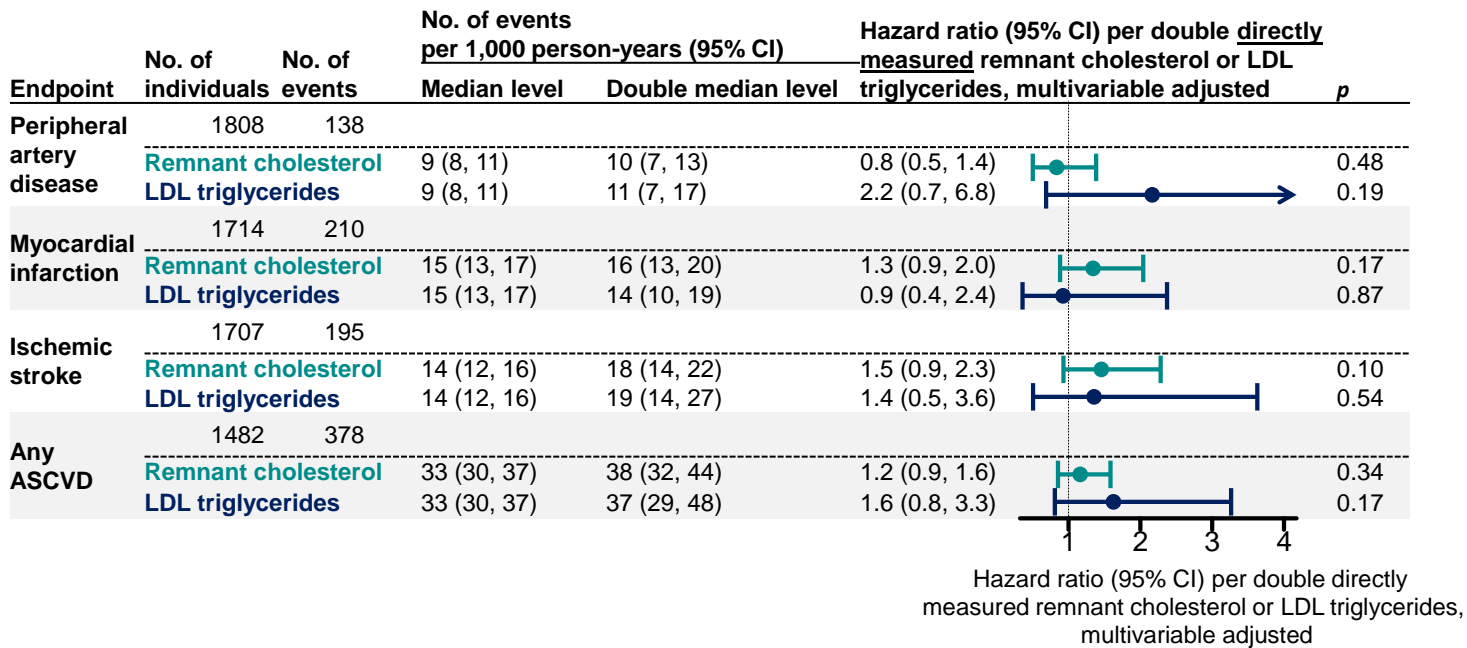 No. of events
per 1,000 person-years (95% CI)
Hazard ratio (95% CI) per double directly
measured remnant cholesterol or LDL
triglycerides, multivariable adjusted
No. of No. of
Endpoint individuals events Median level Double median level p
Peripheral artery disease
1808 138
Remnant cholesterol 9 (8, 11) 10 (7, 13) 0.8 (0.5, 1.4) 0.48
LDL triglycerides 9 (8, 11) 11 (7, 17) 2.2 (0.7, 6.8) 0.19
Myocardial infarction
1714 210
Remnant cholesterol 15 (13, 17) 16 (13, 20) 1.3 (0.9, 2.0) 0.17
LDL triglycerides 15 (13, 17) 14 (10, 19) 0.9 (0.4, 2.4) 0.87
Ischemic stroke
1707 195
Remnant cholesterol 14 (12, 16) 18 (14, 22) 1.5 (0.9, 2.3) 0.10
LDL triglycerides 14 (12, 16) 19 (14, 27) 1.4 (0.5, 3.6) 0.54
Any ASCVD
1482 378
Remnant cholesterol 33 (30, 37) 38 (32, 44) 1.2 (0.9, 1.6) 0.34
LDL triglycerides 33 (30, 37) 37 (29, 48) 1.6 (0.8, 3.3) 0.17
1 2 3 4
Hazard ratio (95% CI) per double directly
measured remnant cholesterol or LDL triglycerides,
multivariable adjusted